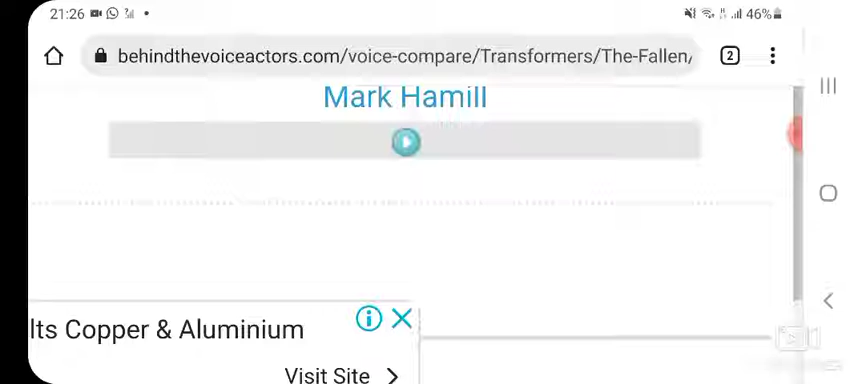 21:26
46%
behindthevoiceactors.com/voice-compare/Transformers/The-Fallen/
2
Mark Hamill
lts Copper & Aluminium
Visit Site